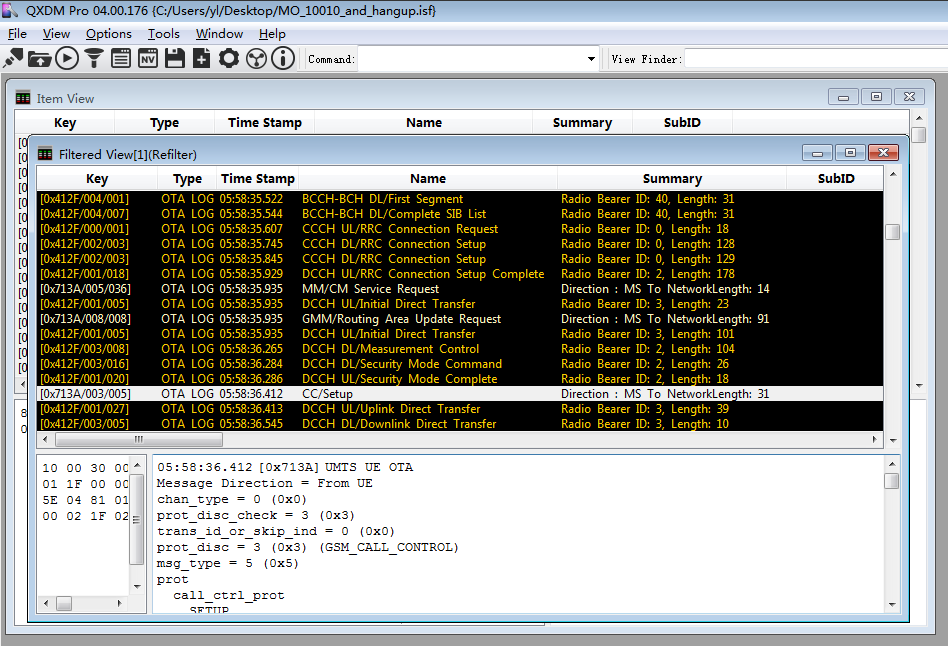 QXDM Pro 04.00.176 {C:/Users/yl/Desktop/MO_10010_and_hangup.isf}
File View Options Tools Window Help
NV Command: View Finder:
Item View
Key Type Time Stamp Name Summary SubID
Filtered View[1](Refilter)
Key Type Time Stamp Name Summary SubID
[0x412F/004/001] OTA LOG 05:58:35.522 BCCH-BCH DL/First Segment Radio Bearer ID: 40, Length: 31
[0x412F/004/007] OTA LOG 05:58:35.544 BCCH-BCH DL/Complete SIB List Radio Bearer ID: 40, Length: 31
[0x412F/000/001] OTA LOG 05:58:35.607 CCCH UL/RRC Connection Request Radio Bearer ID: 0, Length: 18
[0x412F/002/003] OTA LOG 05:58:35.745 CCCH DL/RRC Connection Setup Radio Bearer ID: 0, Length: 128
[0x412F/002/003] OTA LOG 05:58:35.845 CCCH DL/RRC Connection Setup Radio Bearer ID: 0, Length: 129
[0x412F/001/018] OTA LOG 05:58:35.929 DCCH UL/RRC Connection Setup Complete Radio Bearer ID: 2, Length: 178
[0x713A/005/036] OTA LOG 05:58:35.935 MM/CM Service Request Direction : MS To NetworkLength: 14
[0x412F/001/005] OTA LOG 05:58:35.935 DCCH UL/Initial Direct Transfer Radio Bearer ID: 3, Length: 23
[0x713A/008/008] OTA LOG 05:58:35.935 GMM/Routing Area Update Request Direction : MS To NetworkLength: 91
[0x412F/001/005] OTA LOG 05:58:35.935 DCCH UL/Initial Direct Transfer Radio Bearer ID: 3, Length: 101
[0x412F/003/008] OTA LOG 05:58:36.265 DCCH DL/Measurement Control Radio Bearer ID: 2, Length: 104
[0x412F/003/016] OTA LOG 05:58:36.284 DCCH DL/Security Mode Command Radio Bearer ID: 2, Length: 26
[0x412F/001/020] OTA LOG 05:58:36.286 DCCH UL/Security Mode Complete Radio Bearer ID: 2, Length: 18
[0x713A/003/005] OTA LOG 05:58:36.412 CC/Setup Direction : MS To NetworkLength: 31
[0x412F/001/027] OTA LOG 05:58:36.413 DCCH UL/Uplink Direct Transfer Radio Bearer ID: 3, Length: 39
[0x412F/003/005] OTA LOG 05:58:36.545 DCCH DL/Downlink Direct Transfer Radio Bearer ID: 3, Length: 10
10 00 30 00
01 1F 00 00
5E 04 81 01
00 02 1F 02
05:58:36.412 [0x713A] UMTS UE OTA
Message Direction = From UE
chan_type = 0 (0x0)
prot_disc_check = 3 (0x3)
trans_id_or_skip_ind = 0 (0x0)
prot_disc = 3 (0x3) (GSM_CALL_CONTROL)
msg_type = 5 (0x5)
prot
call_ctrl_prot
SETUP